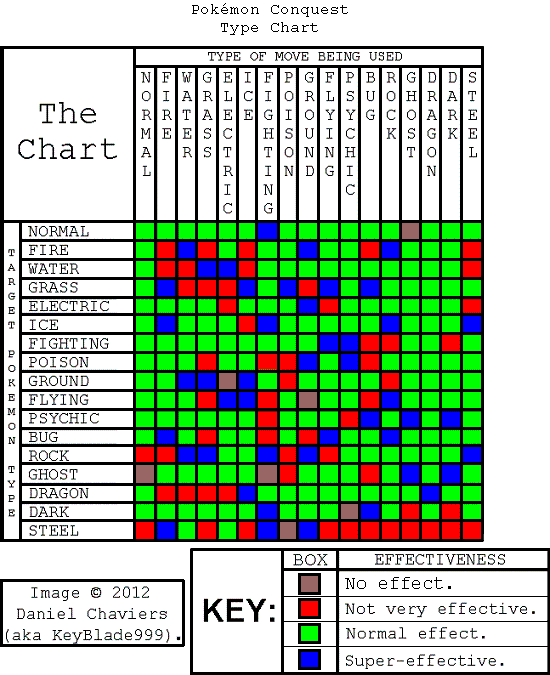 Pokémon Conquest
Type Chart
The
Chart
TYPE OF MOVE BEING USED
NORMAL
FIRE
WATER
GRASS
ELECTRIC
ICE
FIGHTING
POISON
GROUND
FLYING
PSYCHIC
BUG
ROCK
GHOST
DRAGON
DARK
STEEL
TARGET POKEMON TYPE
NORMAL
FIRE
WATER
GRASS
ELECTRIC
ICE
FIGHTING
POISON
GROUND
FLYING
PSYCHIC
BUG
ROCK
GHOST
DRAGON
DARK
STEEL
Image © 2012
Daniel Chaviers
(aka KeyBlade999).
KEY:
BOX EFFECTIVENESS
No effect.
Not very effective.
Normal effect.
Super-effective.